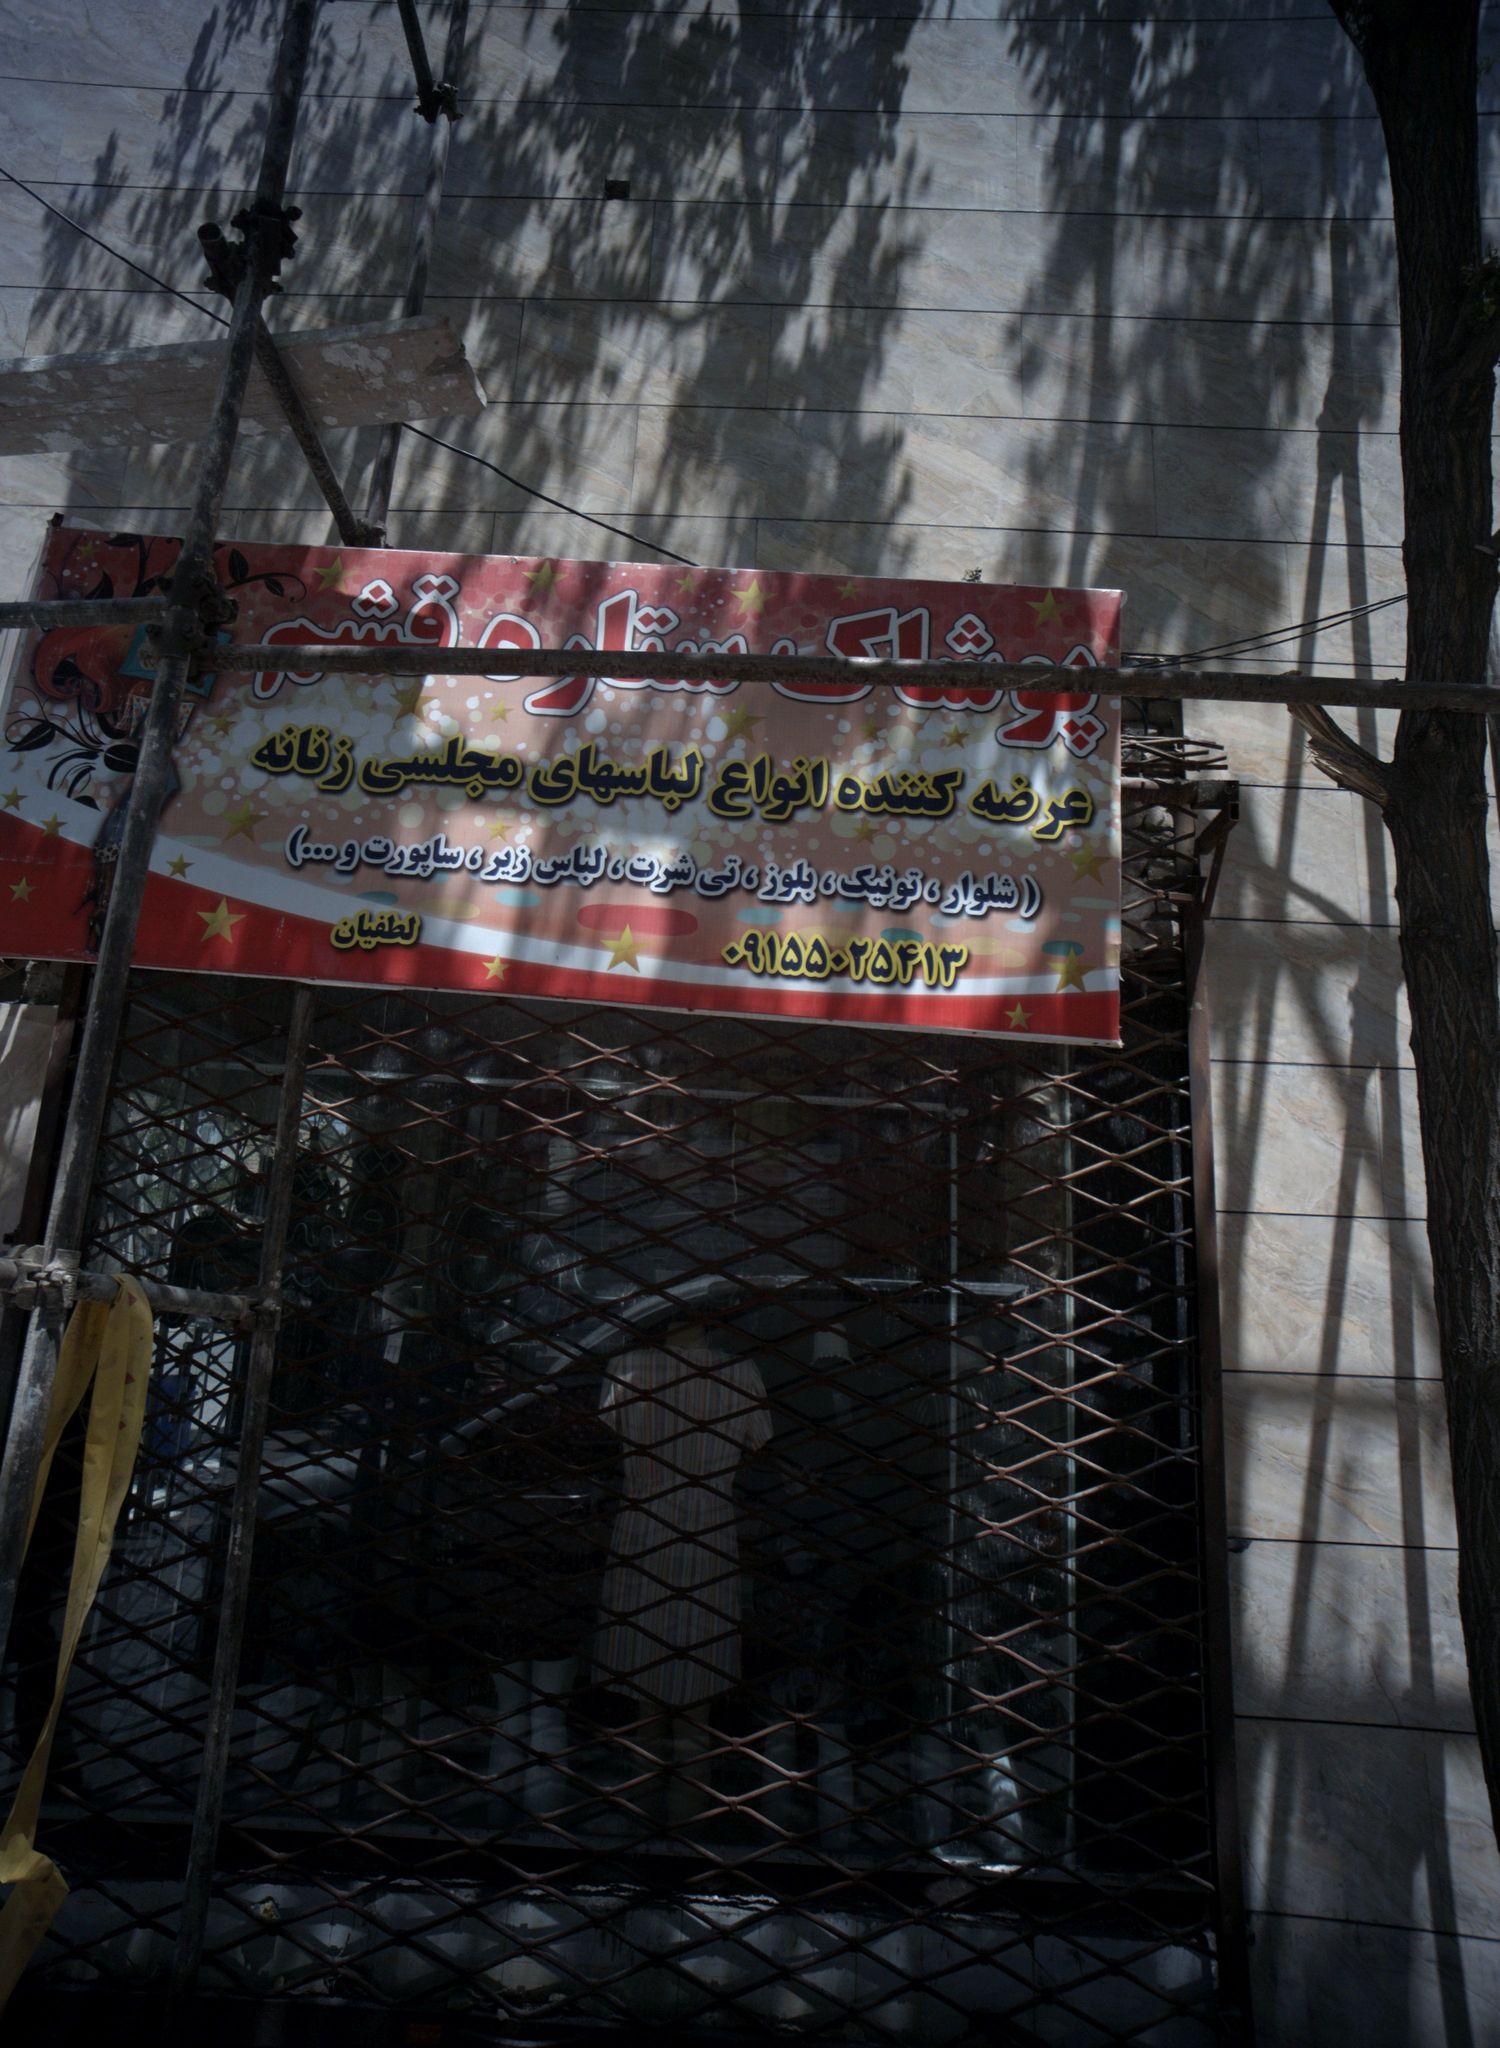 پوشاک ستاره قشم
عرضه کننده انواع لباسهای مجلسی زنانه
( شلوار ، تونیک ، بلوز ، تی شرت ، لباس زیر ، ساپورت و ...)
۰۹۱۵۵۰۲۵۴۱۳ لطفیان